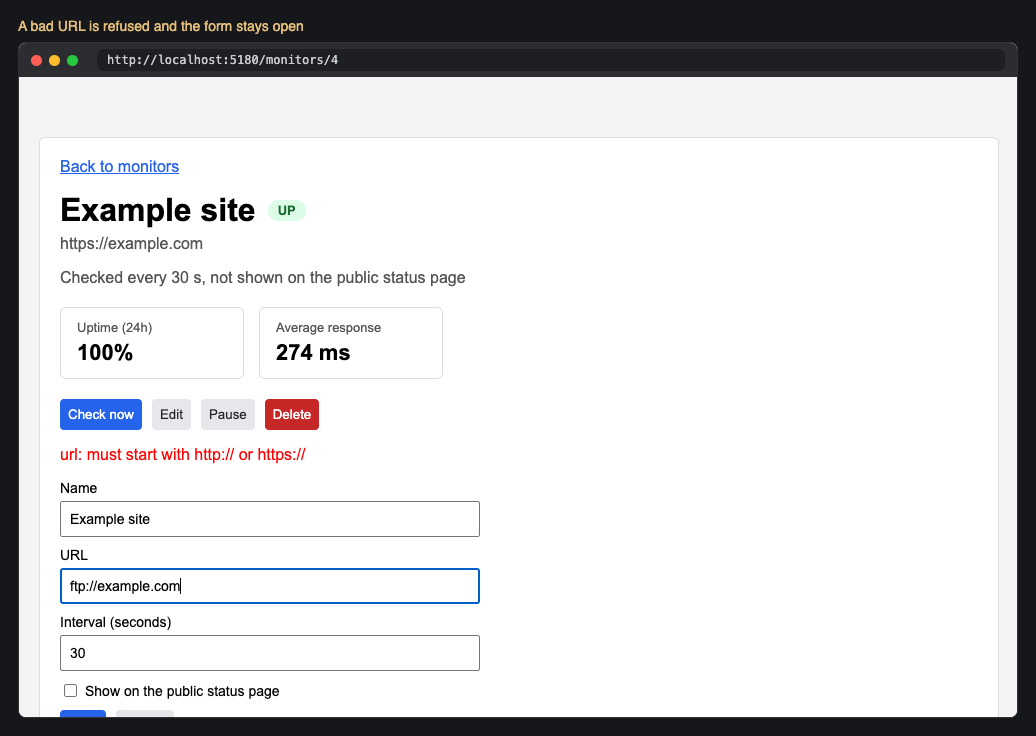 A bad URL is refused and the form stays open
http://localhost:5180/monitors/4
Back to monitors
Example site UP
https://example.com
Checked every 30 s, not shown on the public status page
Uptime (24h)
100%
Average response
274 ms
Check now Edit Pause Delete
url: must start with http:// or https://
Name
Example site
URL
ftp://example.com
Interval (seconds)
30
Show on the public status page